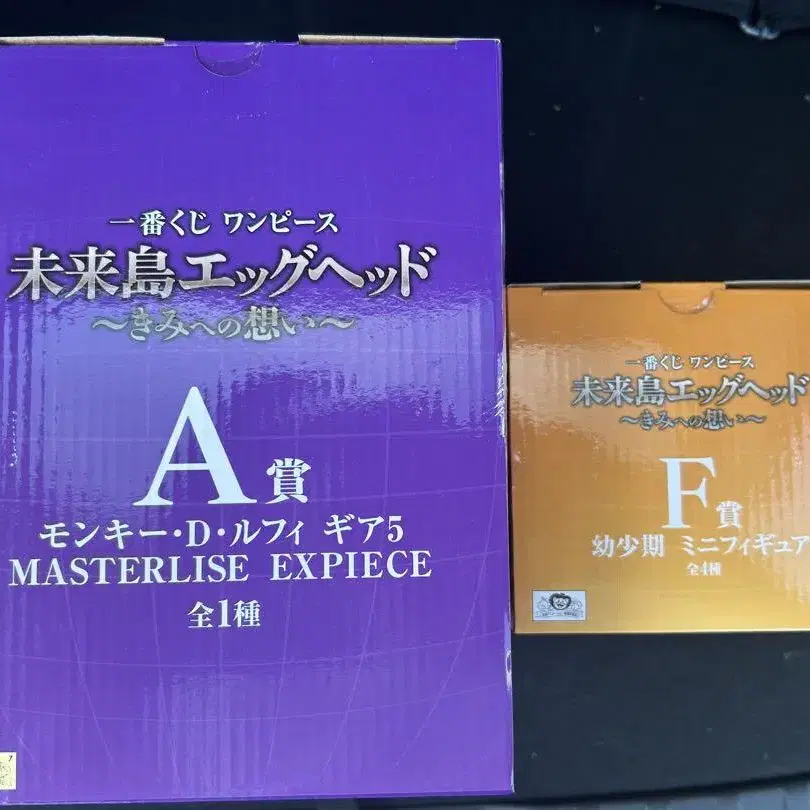 一番くじ ワンピース
未来島エッグヘッド
～きみへの想い～
A賞
モンキー・D・ルフィ ギア5
MASTERLISE EXPIECE
全1種
一番くじ ワンピース
未来島エッグヘッド
～きみへの想い～
F賞
幼少期 ミニフィギュア
全4種